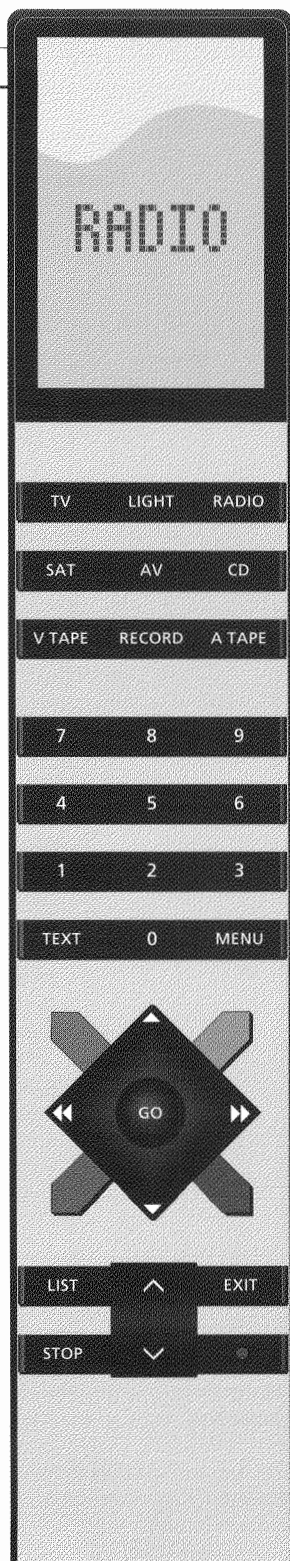 RADIO
TV LIGHT RADIO
SAT AV CD
V TAPE RECORD A TAPE
7 8 9
4 5 6
1 2 3
TEXT 0 MENU
GO
LIST EXIT
STOP